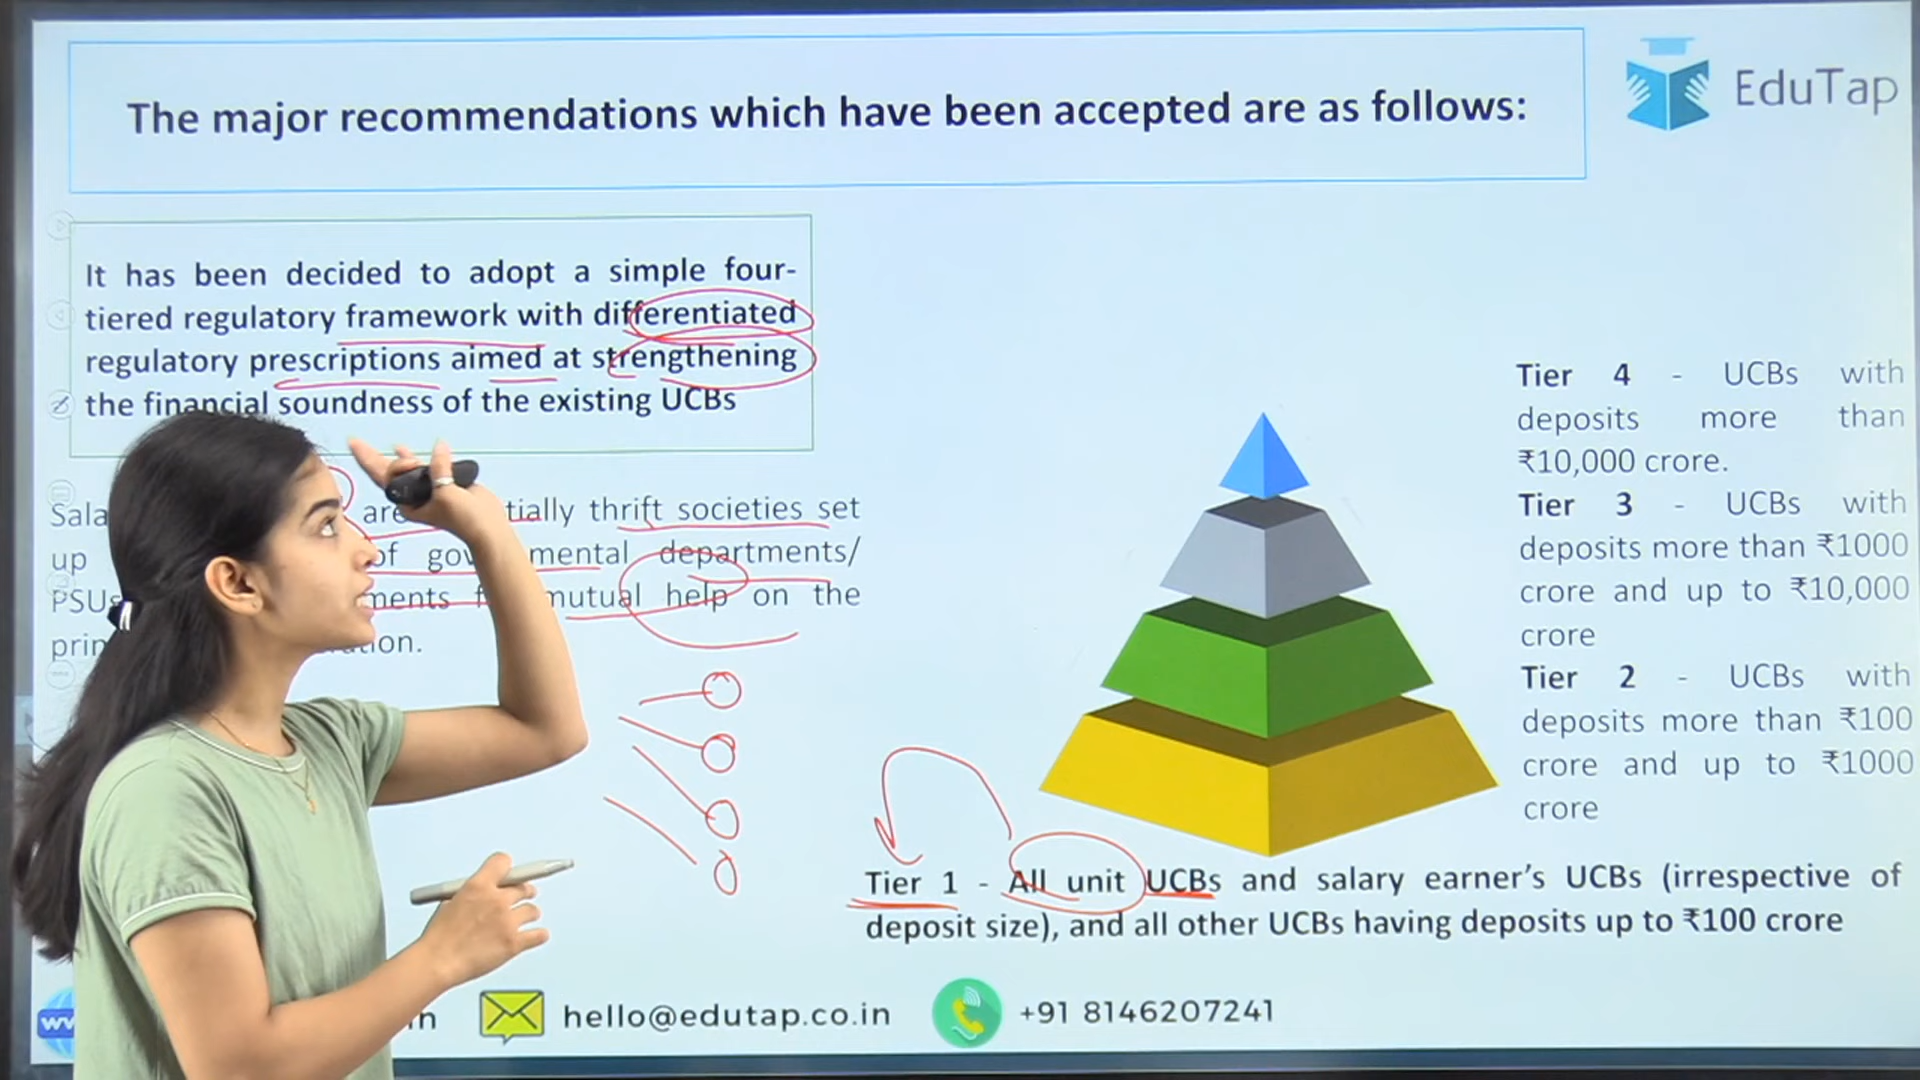 The major recommendations which have been accepted are as follows:
EduTap
It has been decided to adopt a simple four-
tiered regulatory framework with differentiated
regulatory prescriptions aimed at strengthening
the financial soundness of the existing UCBs
are tially thrift societies set
up of mental departments/
PSUs mutual help on the
Tier 4 - UCBs with
deposits more than
₹10,000 crore.
Tier 3 - UCBs with
deposits more than ₹1000
crore and up to ₹10,000
crore
Tier 2 - UCBs with
deposits more than ₹100
crore and up to ₹1000
crore
Tier 1 - All unit UCBs and salary earner's UCBs (irrespective of
deposit size), and all other UCBs having deposits up to ₹100 crore
hello@edutap.co.in
+91 8146207241